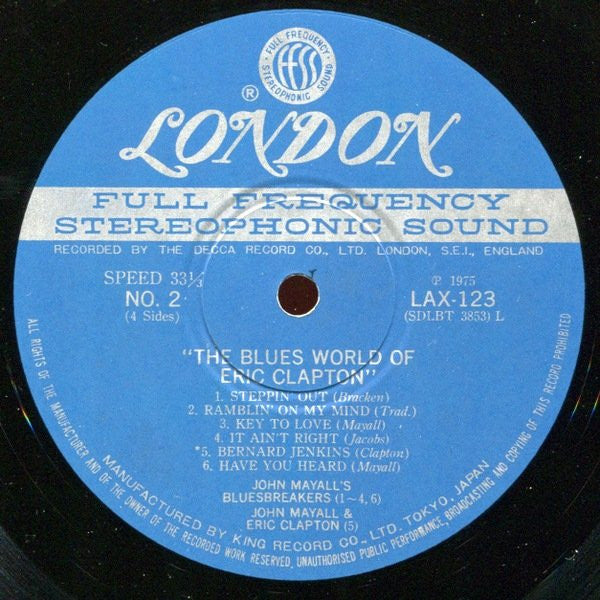 FULL FREQUENCY
STEREOPHONIC SOUND
FFSS
®
LONDON
FULL FREQUENCY
STEREOPHONIC SOUND
RECORDED BY THE DECCA RECORD CO., LTD. LONDON, S.E.I., ENGLAND
SPEED 33⅓
NO. 2
(4 Sides)
℗ 1975
LAX-123
(SDLBT 3853) L
"THE BLUES WORLD OF
ERIC CLAPTON"
1. STEPPIN' OUT (Bracken)
2. RAMBLIN' ON MY MIND (Trad.)
3. KEY TO LOVE (Mayall)
4. IT AIN'T RIGHT (Jacobs)
*5. BERNARD JENKINS (Clapton)
6. HAVE YOU HEARD (Mayall)
JOHN MAYALL'S
BLUESBREAKERS (1~4, 6)
JOHN MAYALL &
ERIC CLAPTON (5)
MANUFACTURED BY KING RECORD CO., LTD. TOKYO, JAPAN
ALL RIGHTS OF THE MANUFACTURER AND OF THE OWNER OF THE RECORDED WORK RESERVED, UNAUTHORISED PUBLIC PERFORMANCE, BROADCASTING AND COPYING OF THIS RECORD PROHIBITED